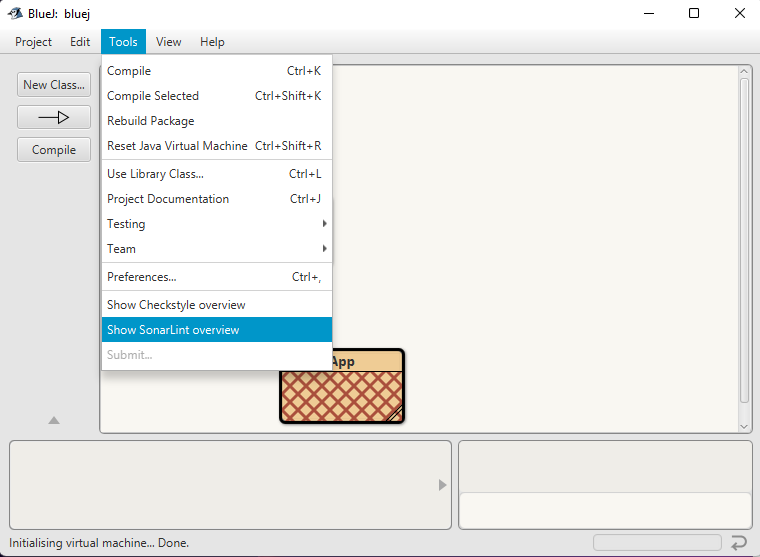 BlueJ: bluej
Project Edit Tools View Help
New Class...
Compile
Compile Ctrl+K
Compile Selected Ctrl+Shift+K
Rebuild Package
Reset Java Virtual Machine Ctrl+Shift+R
Use Library Class... Ctrl+L
Project Documentation Ctrl+J
Testing
Team
Preferences... Ctrl+,
Show Checkstyle overview
Show SonarLint overview
Submit...
App
Initialising virtual machine... Done.